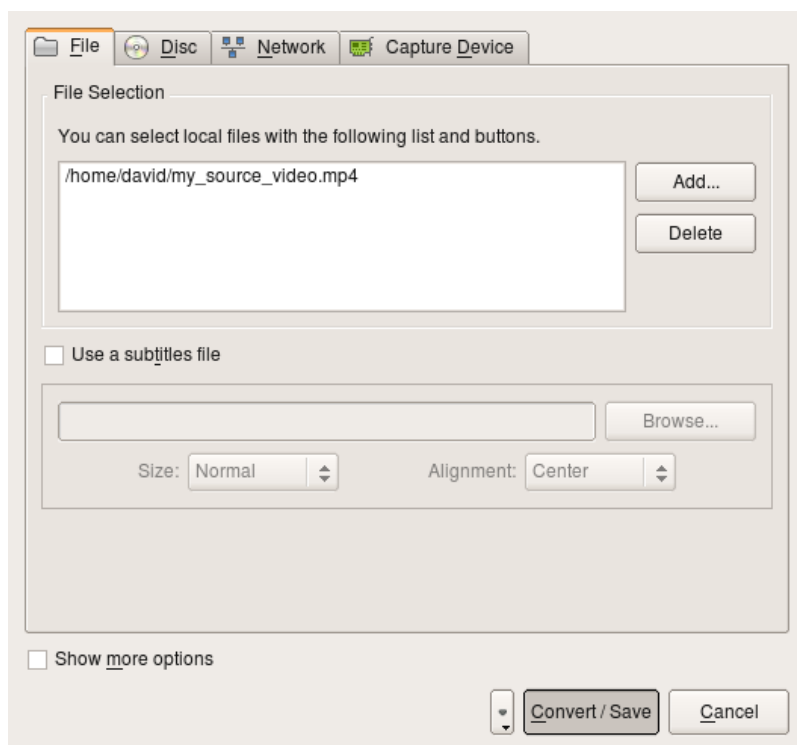 File Disc Network Capture Device
File Selection
You can select local files with the following list and buttons.
/home/david/my_source_video.mp4
Add...
Delete
Use a subtitles file
Browse...
Size: Normal Alignment: Center
Show more options
Convert / Save Cancel